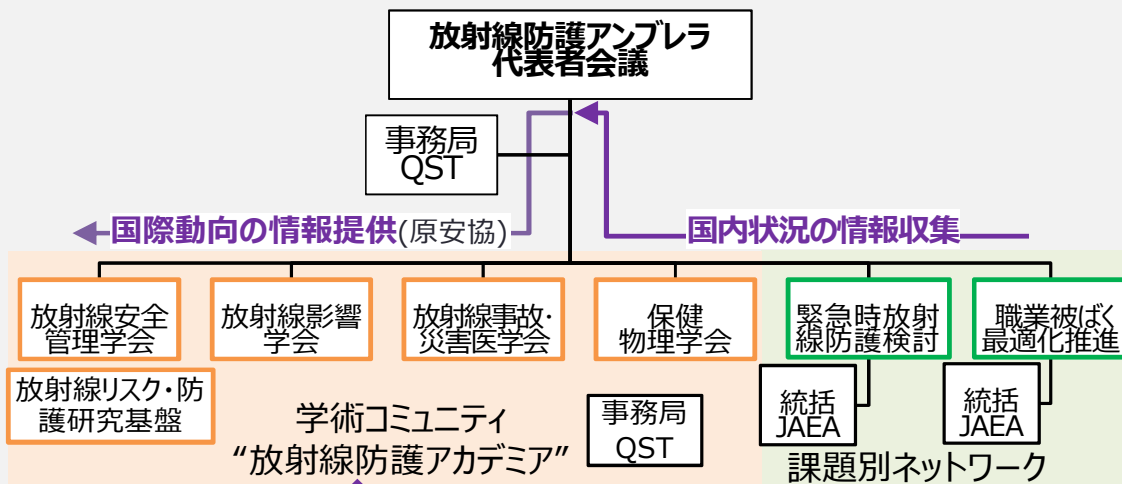 放射線防護アンブレラ
代表者会議
事務局
QST
国際動向の情報提供(原安協)
国内状況の情報収集
放射線安全
管理学会
放射線影響
学会
放射線事故・
災害医学会
保健
物理学会
緊急時放射
線防護検討
職業被ばく
最適化推進
放射線リスク・防
護研究基盤
学術コミュニティ
“放射線防護アカデミア”
事務局
QST
統括
JAEA
統括
JAEA
課題別ネットワーク